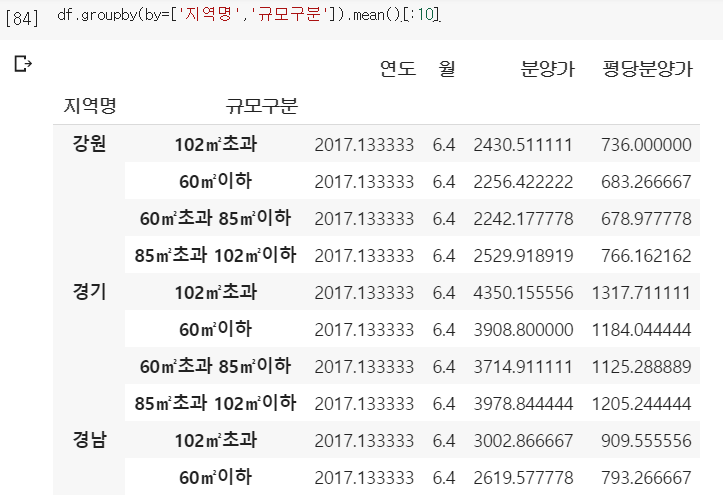 [84] df.groupby(by=['지역명','규모구분']).mean()[:10]
연도 월 분양가 평당분양가
지역명 규모구분
강원 102㎡초과 2017.133333 6.4 2430.511111 736.000000
60㎡이하 2017.133333 6.4 2256.422222 683.266667
60㎡초과 85㎡이하 2017.133333 6.4 2242.177778 678.977778
85㎡초과 102㎡이하 2017.133333 6.4 2529.918919 766.162162
경기 102㎡초과 2017.133333 6.4 4350.155556 1317.711111
60㎡이하 2017.133333 6.4 3908.800000 1184.044444
60㎡초과 85㎡이하 2017.133333 6.4 3714.911111 1125.288889
85㎡초과 102㎡이하 2017.133333 6.4 3978.844444 1205.244444
경남 102㎡초과 2017.133333 6.4 3002.866667 909.555556
60㎡이하 2017.133333 6.4 2619.577778 793.266667